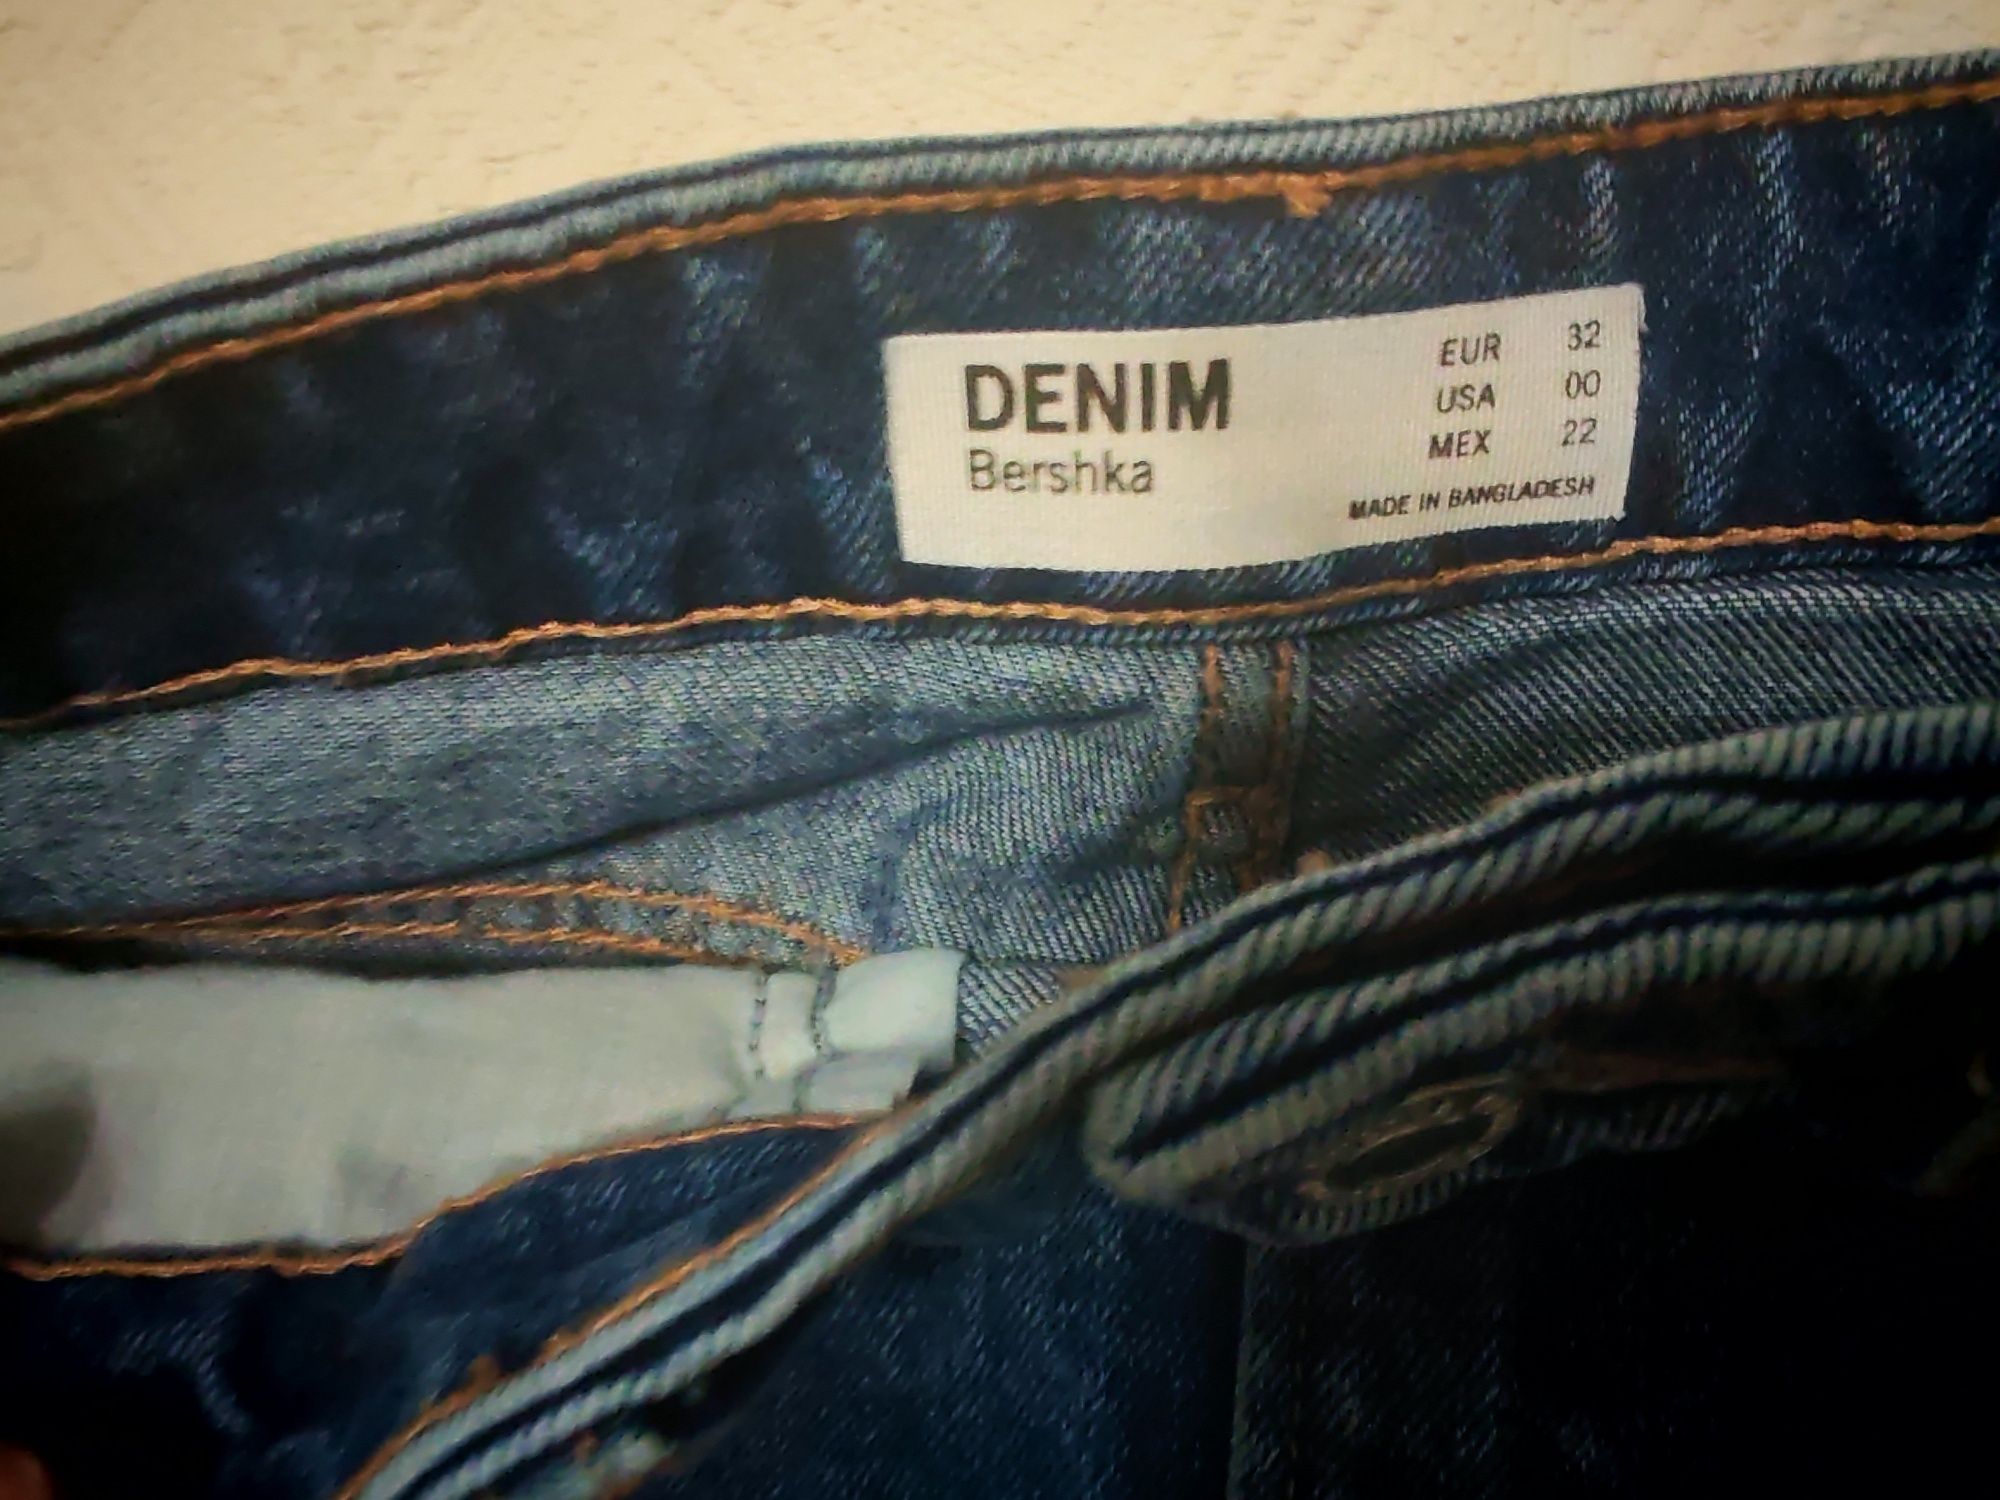 DENIM
Bershka
EUR 32
USA 00
MEX 22
MADE IN BANGLADESH